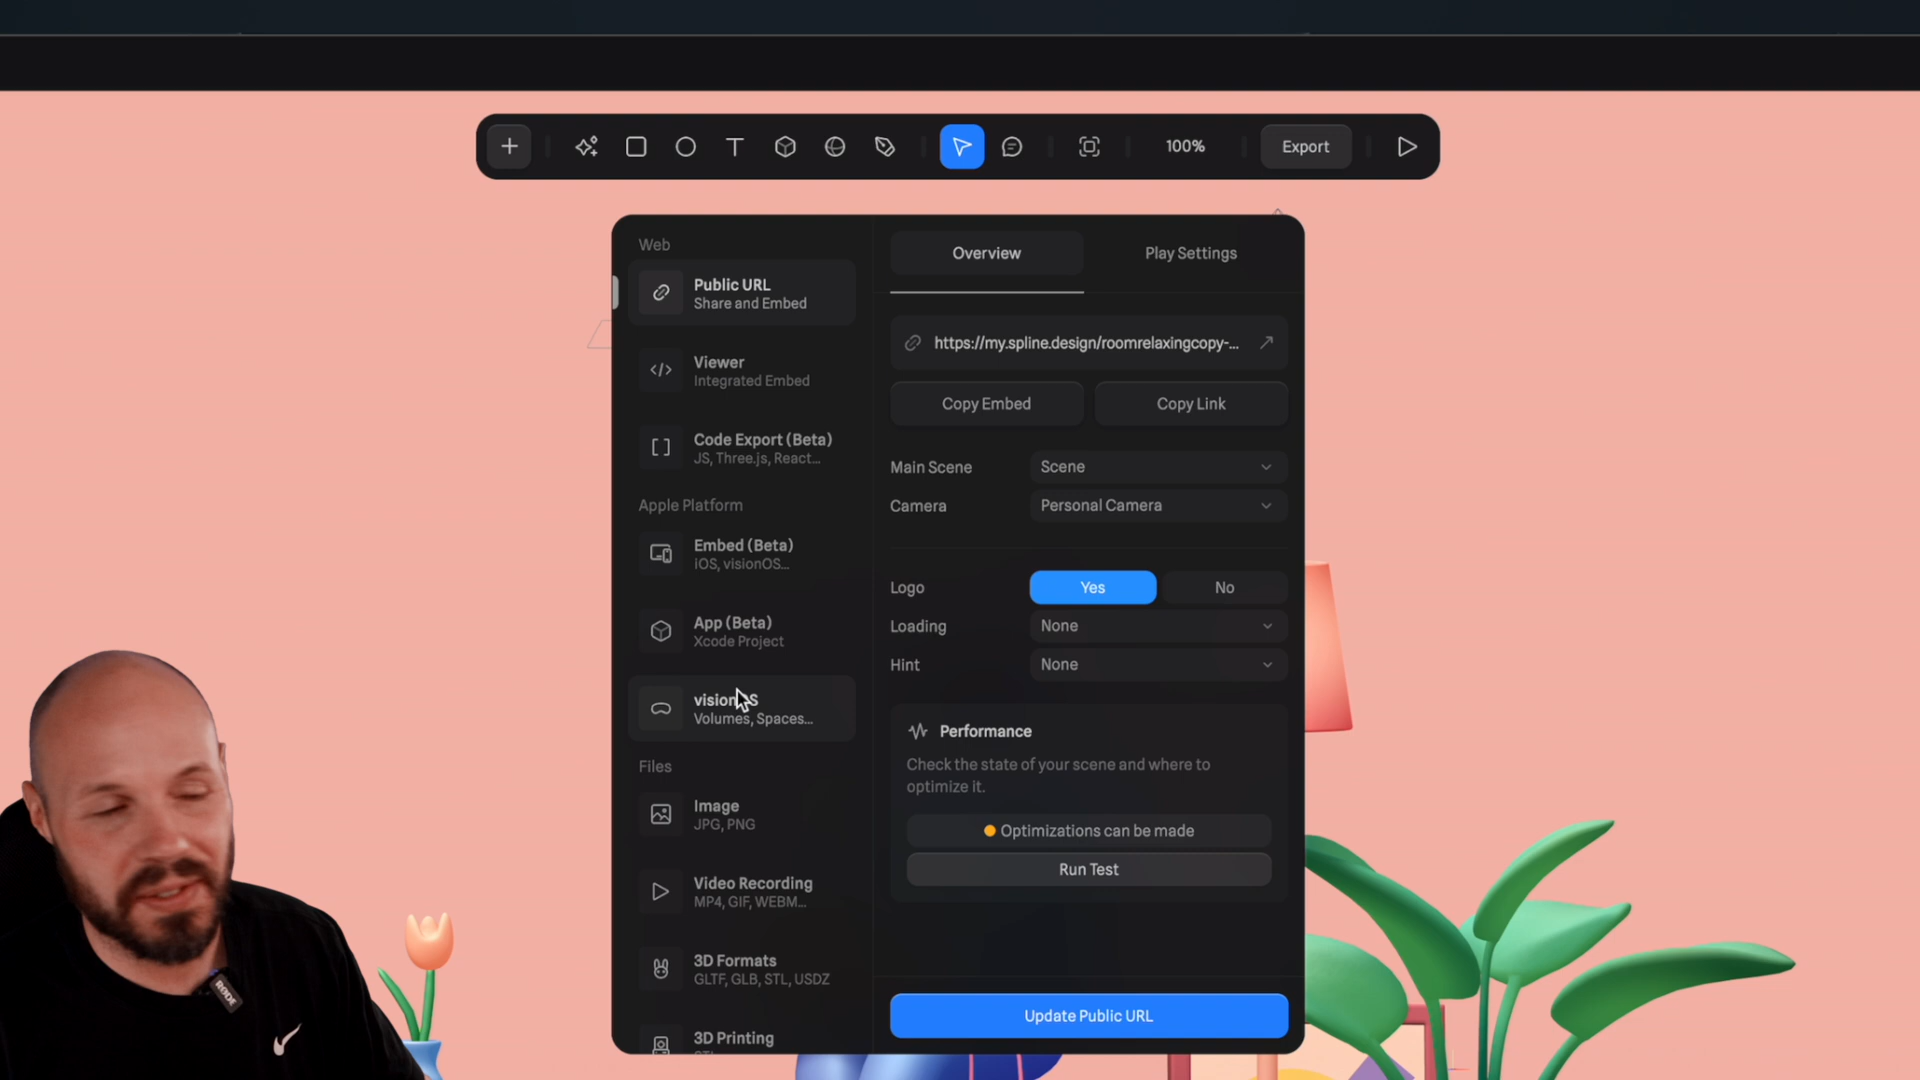 100%
Export
Web
Public URL
Share and Embed
Viewer
Integrated Embed
Code Export (Beta)
JS, Three.js, React...
Apple Platform
Embed (Beta)
iOS, visionOS...
App (Beta)
Xcode Project
visionOS
Volumes, Spaces...
Files
Image
JPG, PNG
Video Recording
MP4, GIF, WEBM...
3D Formats
GLTF, GLB, STL, USDZ
3D Printing
Overview
Play Settings
https://my.spline.design/roomrelaxingcopy-...
Copy Embed
Copy Link
Main Scene
Scene
Camera
Personal Camera
Logo
Yes
No
Loading
None
Hint
None
Performance
Check the state of your scene and where to
optimize it.
Optimizations can be made
Run Test
Update Public URL
RODE